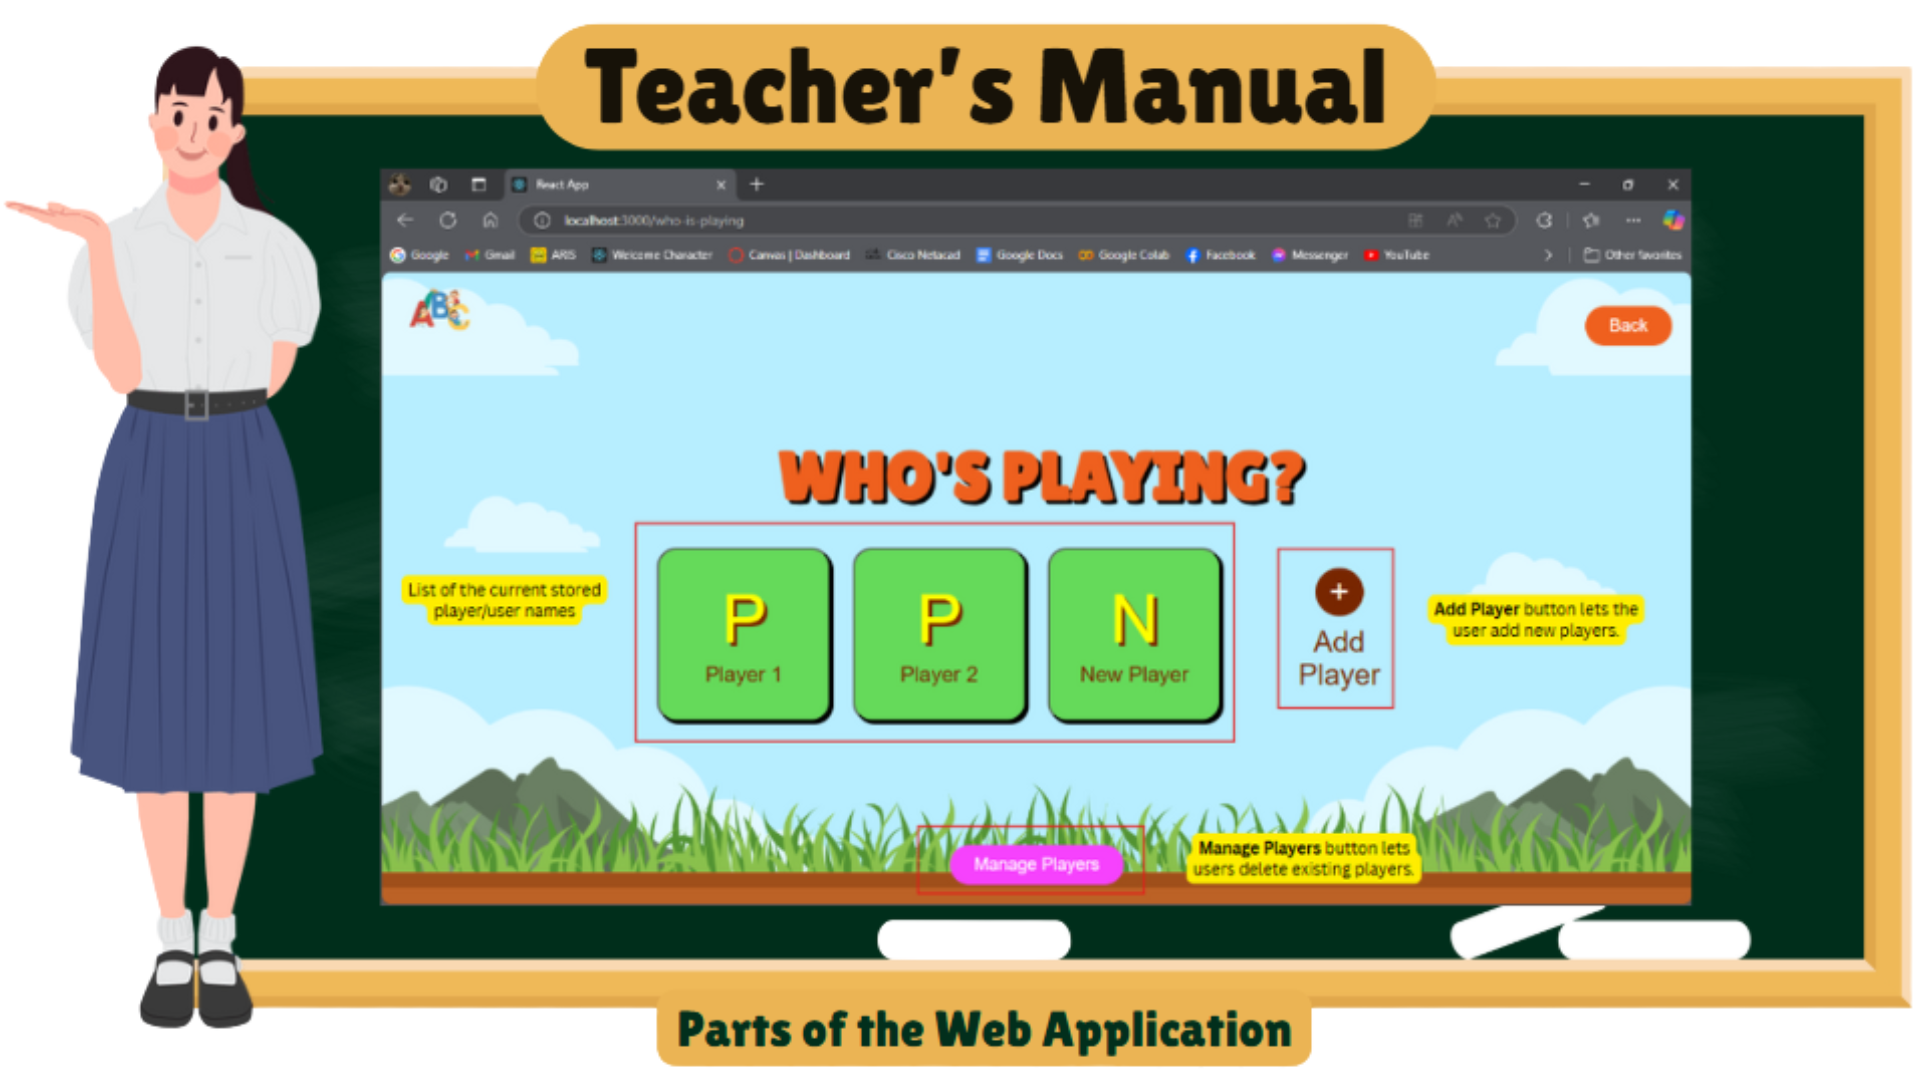 Teacher's Manual
React App
localhost:3000/who-is-playing
Google Gmail ARIS Welcome Character Canvas | Dashboard Cisco Netacad Google Docs Google Colab Facebook Messenger YouTube Other favorites
ABC
Back
WHO'S PLAYING?
List of the current stored
player/user names
P
Player 1
P
Player 2
N
New Player
+
Add
Player
Add Player button lets the
user add new players.
Manage Players
Manage Players button lets
users delete existing players.
Parts of the Web Application